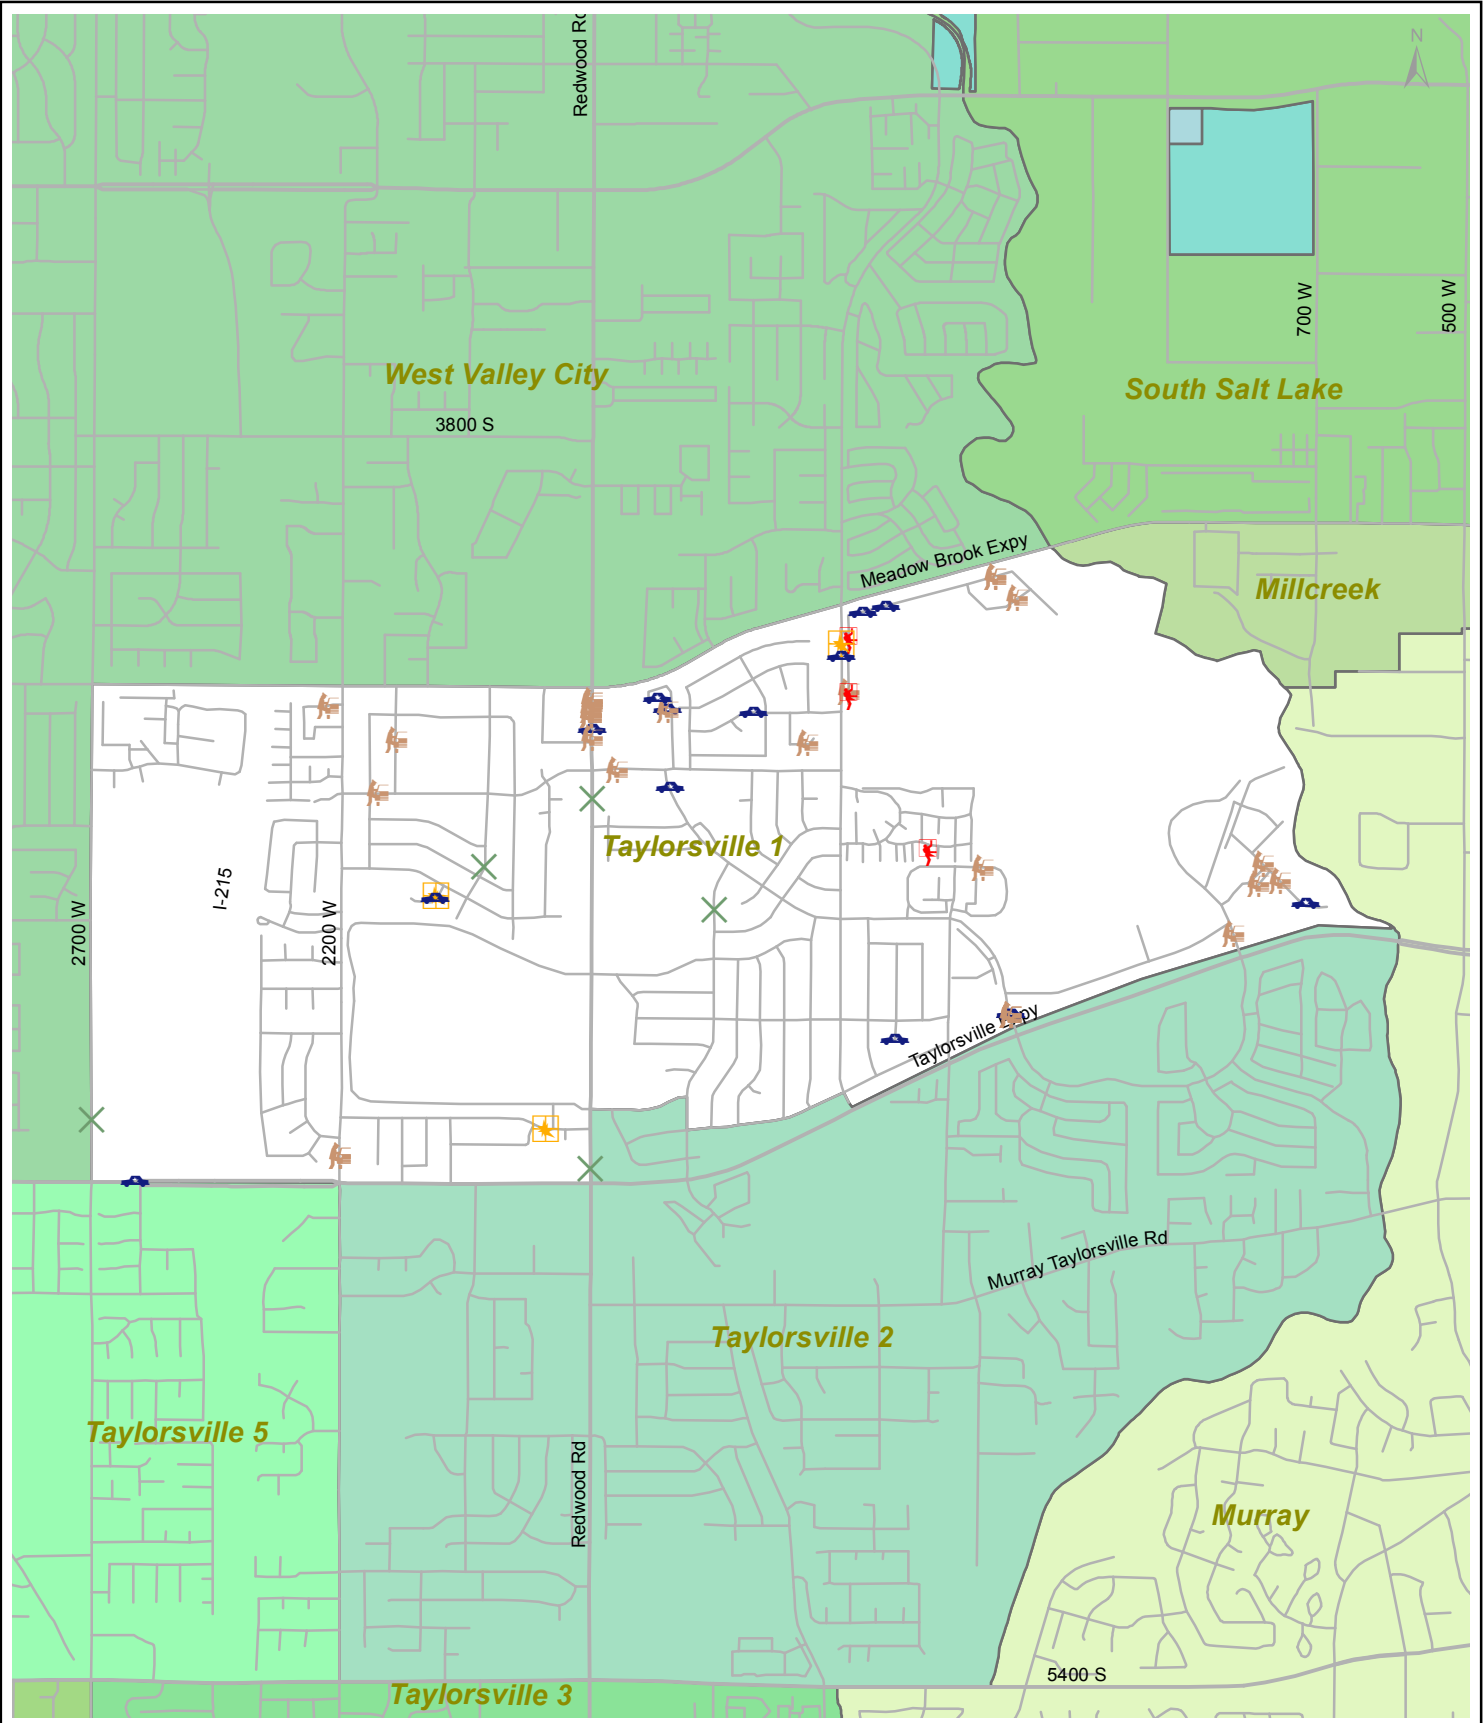 Redwood Rd
N
700 W
500 W
West Valley City
South Salt Lake
3800 S
Meadow Brook Expy
Millcreek
Taylorsville 1
I-215
2700 W
2200 W
Taylorsville Expy
Murray Taylorsville Rd
Taylorsville 2
Taylorsville 5
Redwood Rd
Murray
5400 S
Taylorsville 3